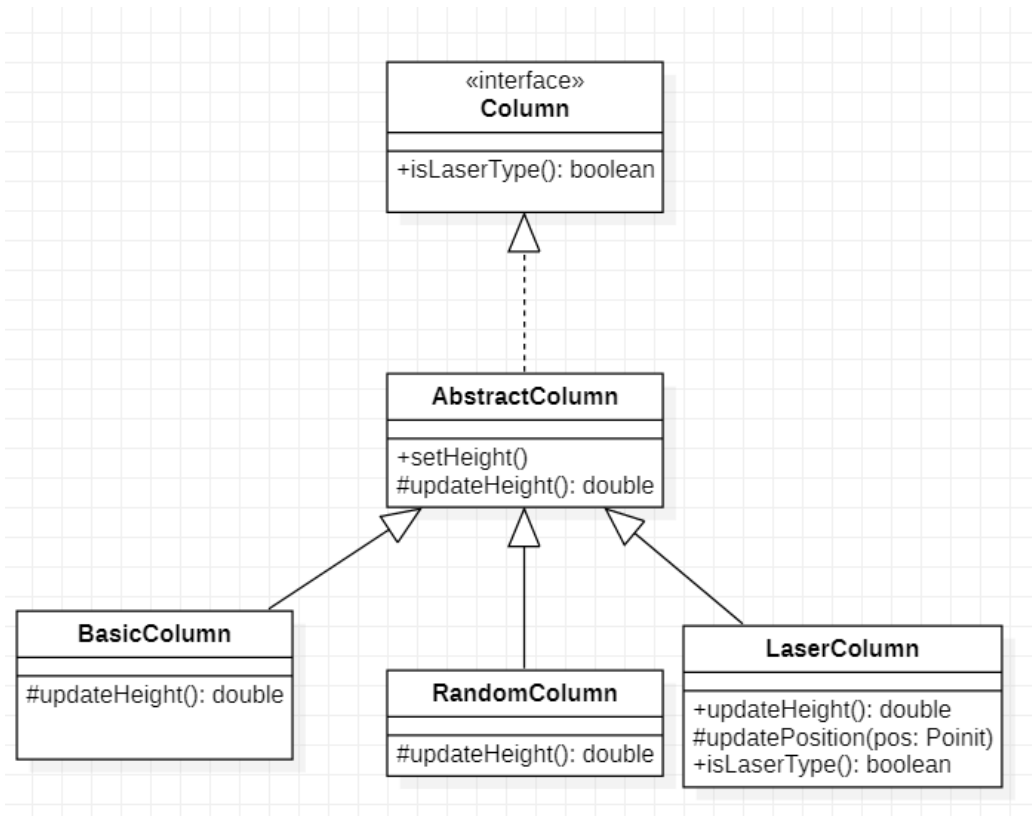 «interface»
Column
+isLaserType(): boolean
AbstractColumn
+setHeight()
#updateHeight(): double
BasicColumn
#updateHeight(): double
RandomColumn
#updateHeight(): double
LaserColumn
+updateHeight(): double
#updatePosition(pos: Poinit)
+isLaserType(): boolean